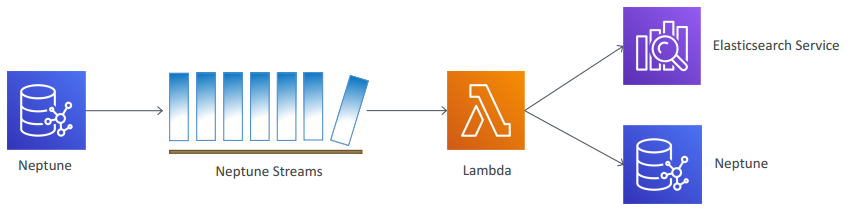 Elasticsearch Service
Neptune
Neptune Streams
Lambda
Neptune